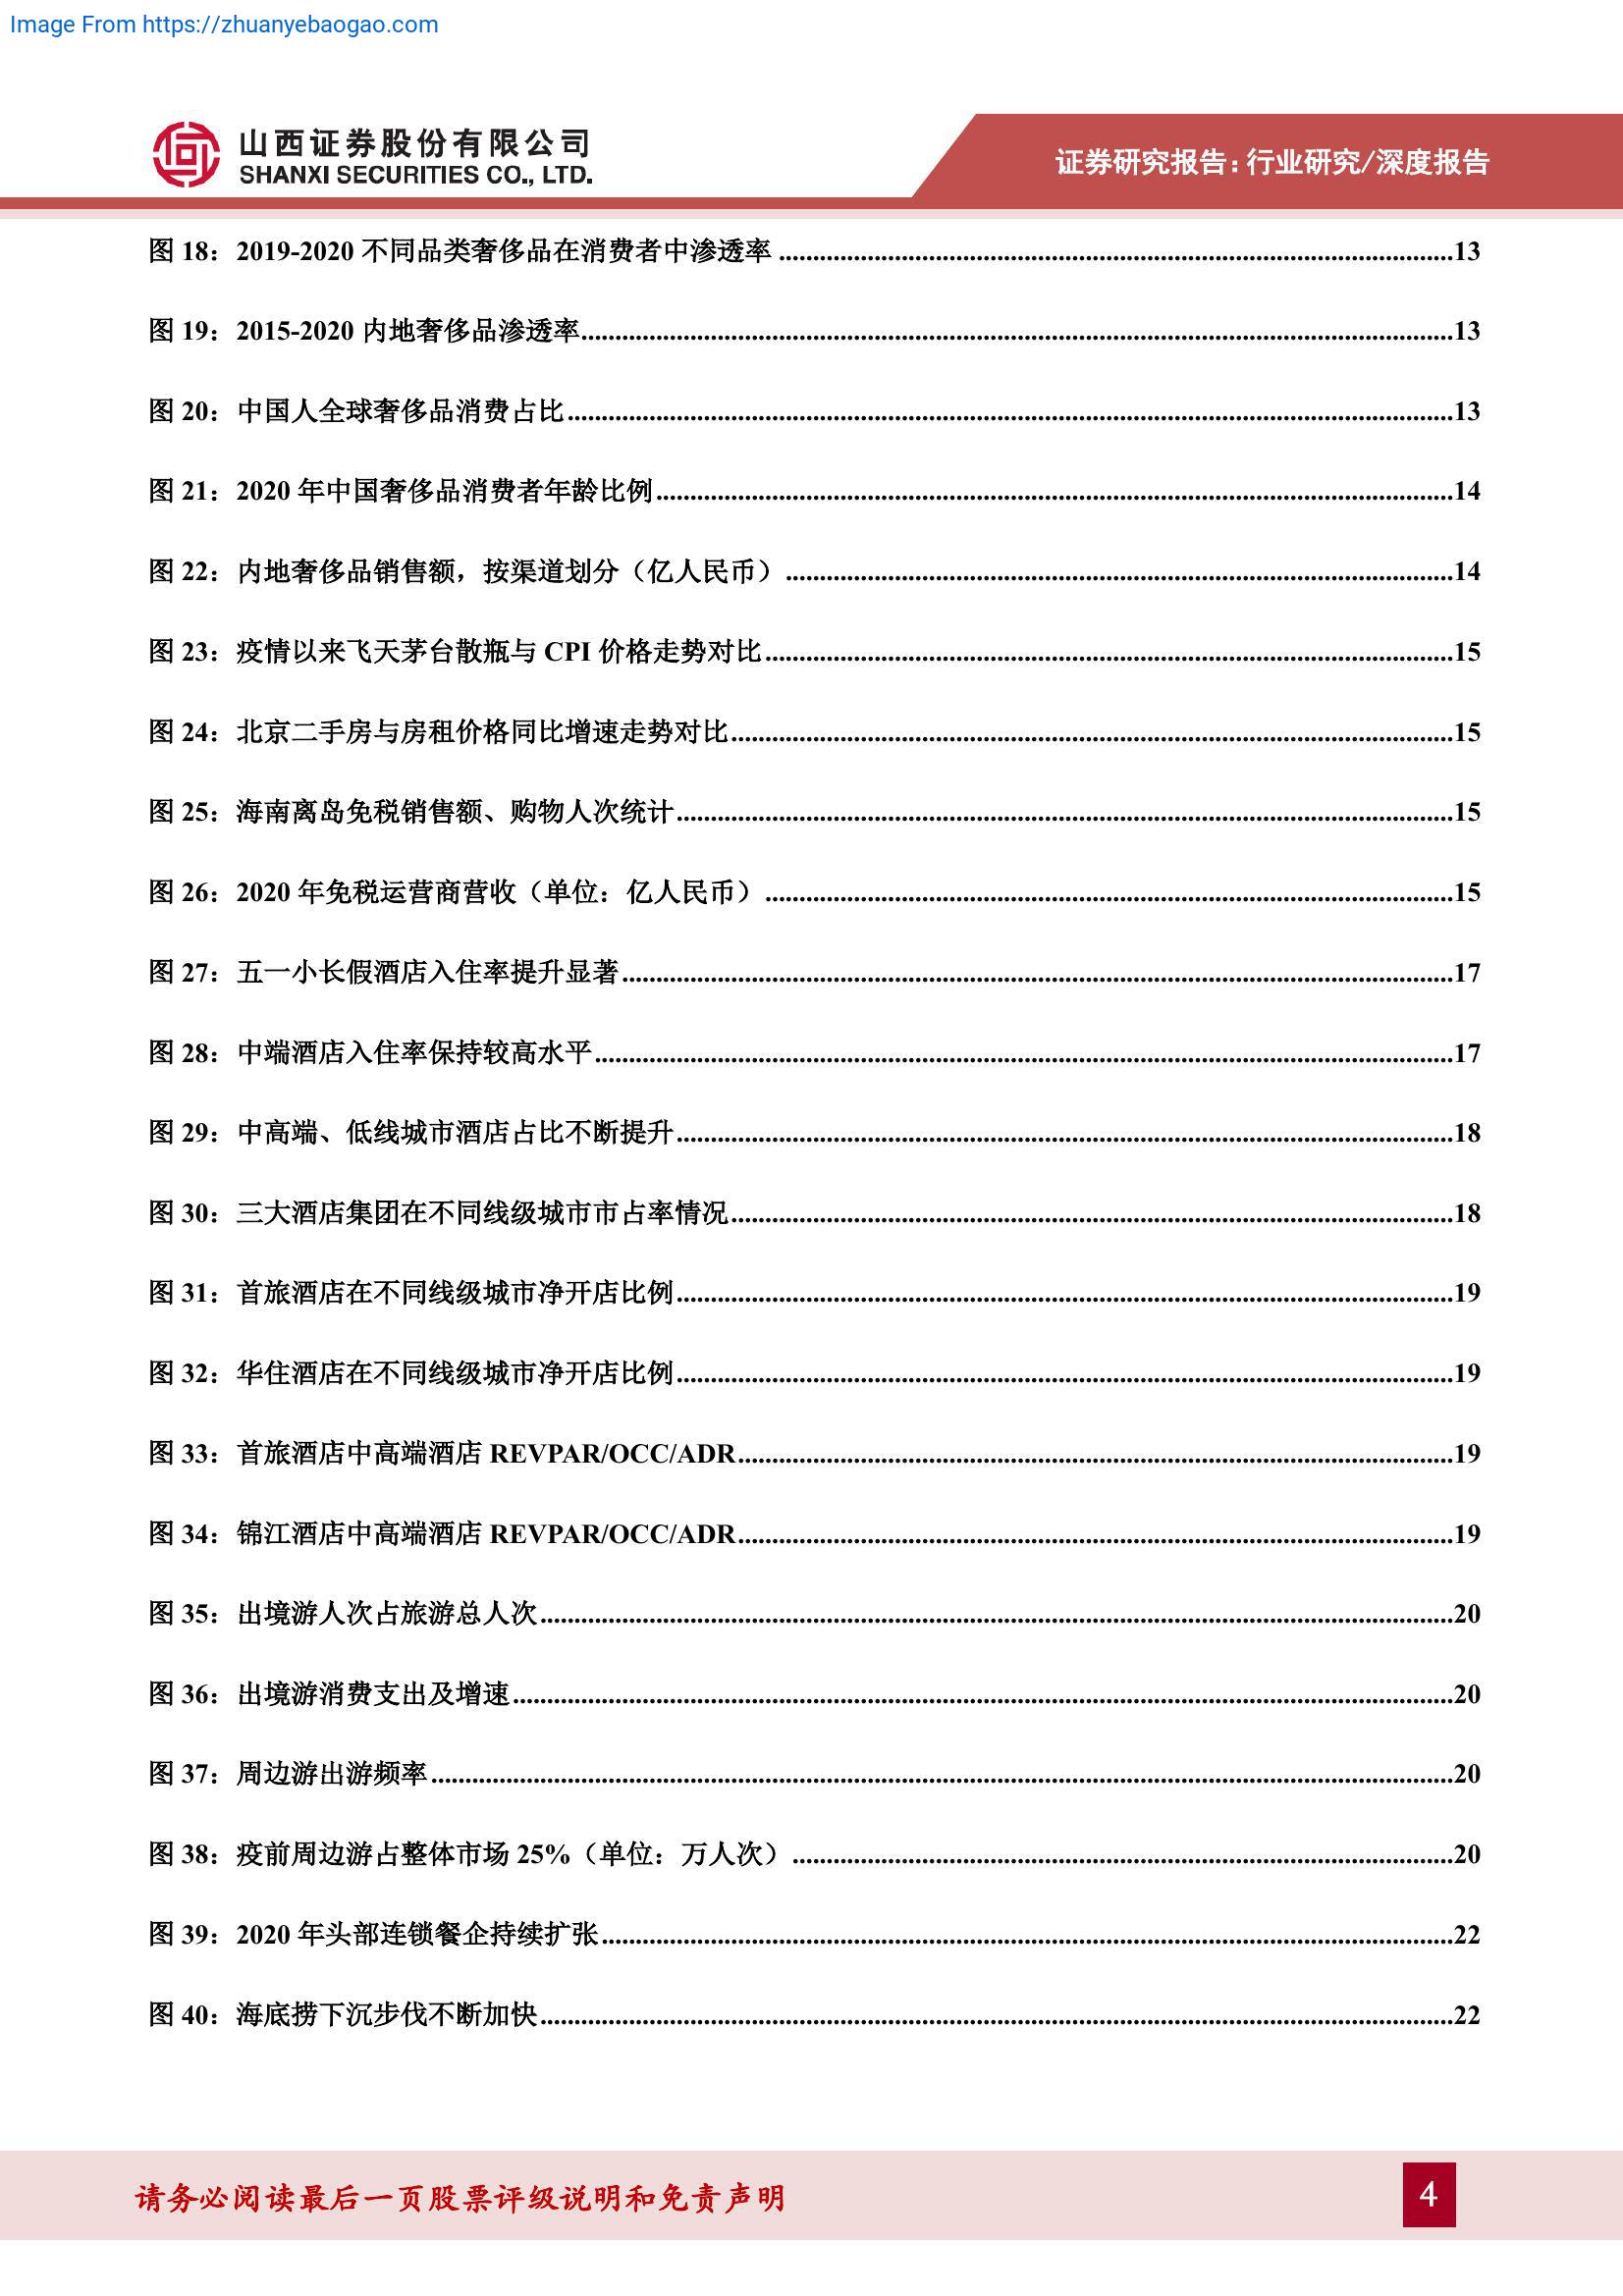 Image From https://zhuanyebaogao.com
山西证券股份有限公司
SHANXI SECURITIES CO., LTD.
证券研究报告：行业研究/深度报告
图 18：2019-2020 不同品类奢侈品在消费者中渗透率 ........ 13
图 19：2015-2020 内地奢侈品渗透率 ........ 13
图 20：中国人全球奢侈品消费占比 ........ 13
图 21：2020 年中国奢侈品消费者年龄比例 ........ 14
图 22：内地奢侈品销售额，按渠道划分（亿人民币） ........ 14
图 23：疫情以来飞天茅台散瓶与 CPI 价格走势对比 ........ 15
图 24：北京二手房与房租价格同比增速走势对比 ........ 15
图 25：海南离岛免税销售额、购物人次统计 ........ 15
图 26：2020 年免税运营商营收（单位：亿人民币） ........ 15
图 27：五一小长假酒店入住率提升显著 ........ 17
图 28：中端酒店入住率保持较高水平 ........ 17
图 29：中高端、低线城市酒店占比不断提升 ........ 18
图 30：三大酒店集团在不同线级城市市占率情况 ........ 18
图 31：首旅酒店在不同线级城市净开店比例 ........ 19
图 32：华住酒店在不同线级城市净开店比例 ........ 19
图 33：首旅酒店中高端酒店 REVPAR/OCC/ADR ........ 19
图 34：锦江酒店中高端酒店 REVPAR/OCC/ADR ........ 19
图 35：出境游人次占旅游总人次 ........ 20
图 36：出境游消费支出及增速 ........ 20
图 37：周边游出游频率 ........ 20
图 38：疫前周边游占整体市场 25%（单位：万人次） ........ 20
图 39：2020 年头部连锁餐企持续扩张 ........ 22
图 40：海底捞下沉步伐不断加快 ........ 22
请务必阅读最后一页股票评级说明和免责声明
4